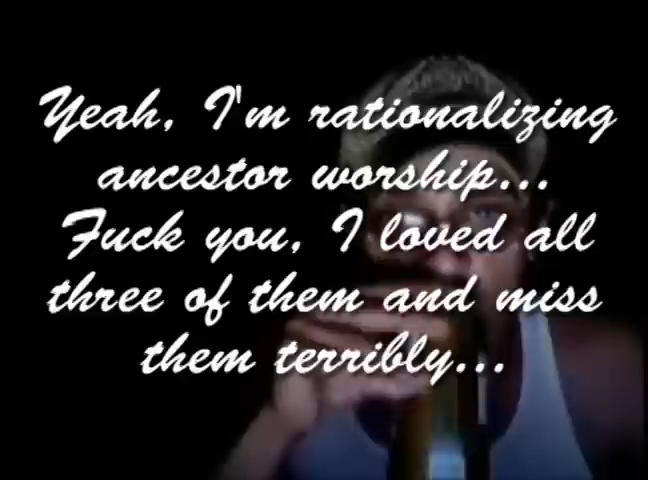 Yeah, I'm rationalizing
ancestor worship...
Fuck you, I loved all
three of them and miss
them terribly...